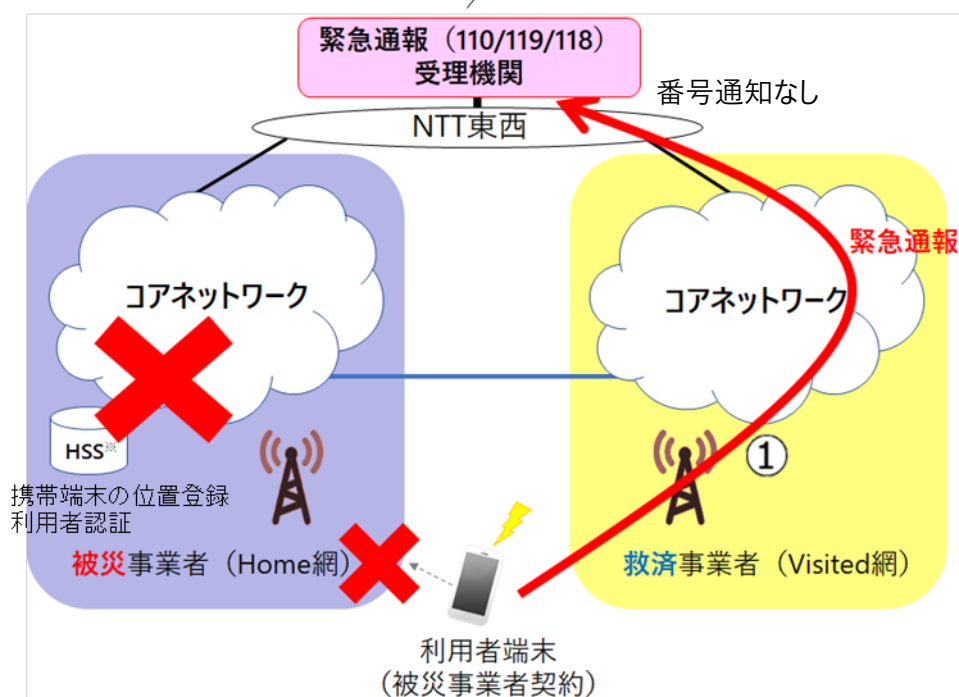 緊急通報（110/119/118）
受理機関
番号通知なし
NTT東西
緊急通報
コアネットワーク
コアネットワーク
HSS※
①
携帯端末の位置登録
利用者認証
被災事業者（Home網）
救済事業者（Visited網）
利用者端末
（被災事業者契約）